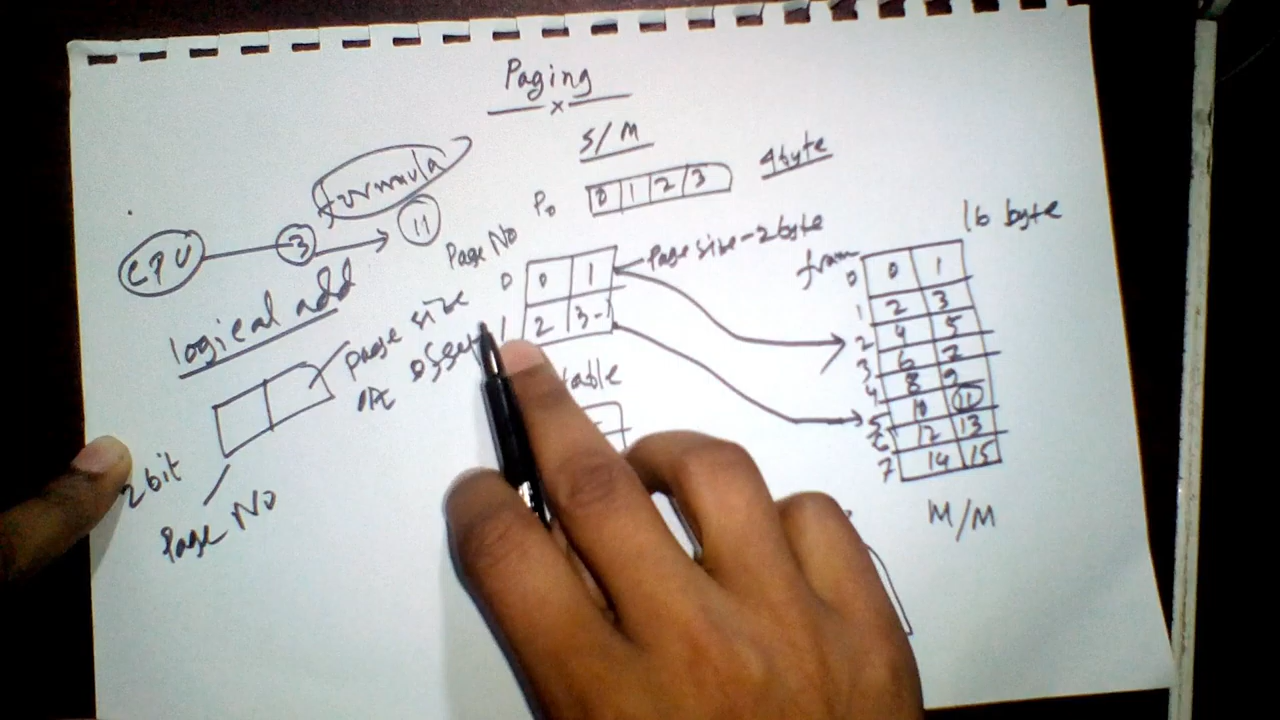 Paging
x
S/M
formula
P0 0 1 2 3 4byte
CPU 3 11
Page No
Page size-2byte
16 byte
0 0 1
1 2 3-1
fram
0 0 1
1 2 3
2 4 5
3 6 7
4 8 9
5 10 11
6 12 13
7 14 15
M/M
logical add
page size
or offset
table
2bit
Page No